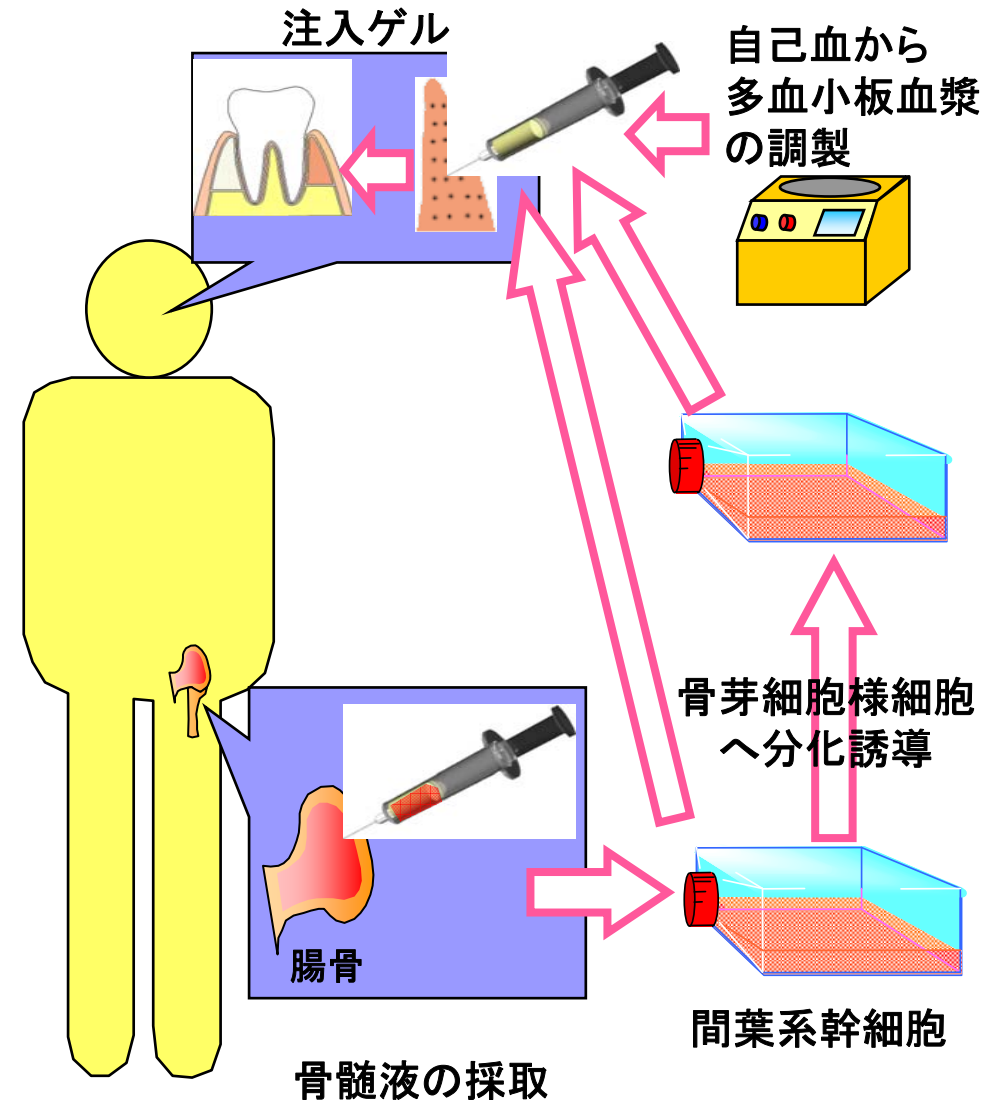 注入ゲル
自己血から
多血小板血漿
の調製
骨芽細胞様細胞
へ分化誘導
腸骨
間葉系幹細胞
骨髄液の採取